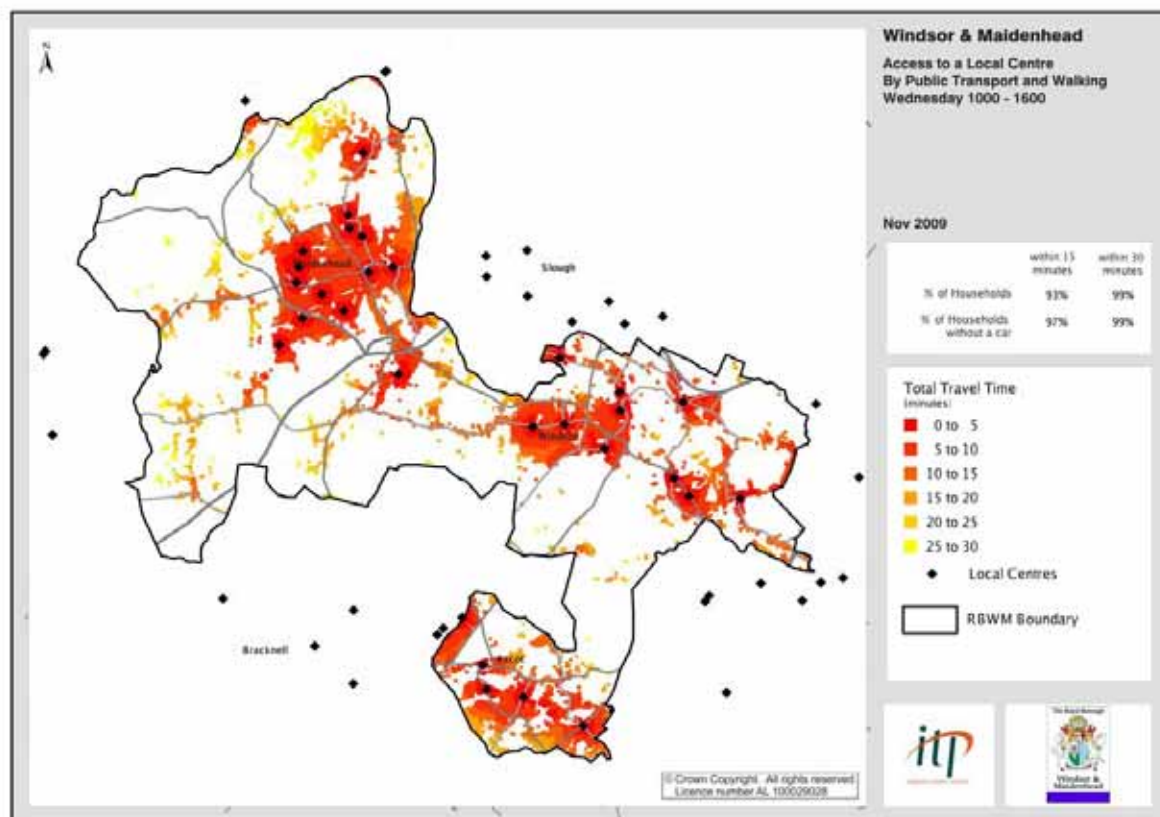 Windsor & Maidenhead
Access to a Local Centre
By Public Transport and Walking
Wednesday 1000 - 1600
Nov 2009
within 15 minutes within 30 minutes
% of Households 93% 99%
% of Households without a car 97% 99%
Total Travel Time
(minutes)
0 to 5
5 to 10
10 to 15
15 to 20
20 to 25
25 to 30
Local Centres
RBWM Boundary
N
Slough
Windsor
Bracknell
Ascot
© Crown Copyright. All rights reserved
Licence number AL 100029028
itp
The Royal Borough
Windsor &
Maidenhead